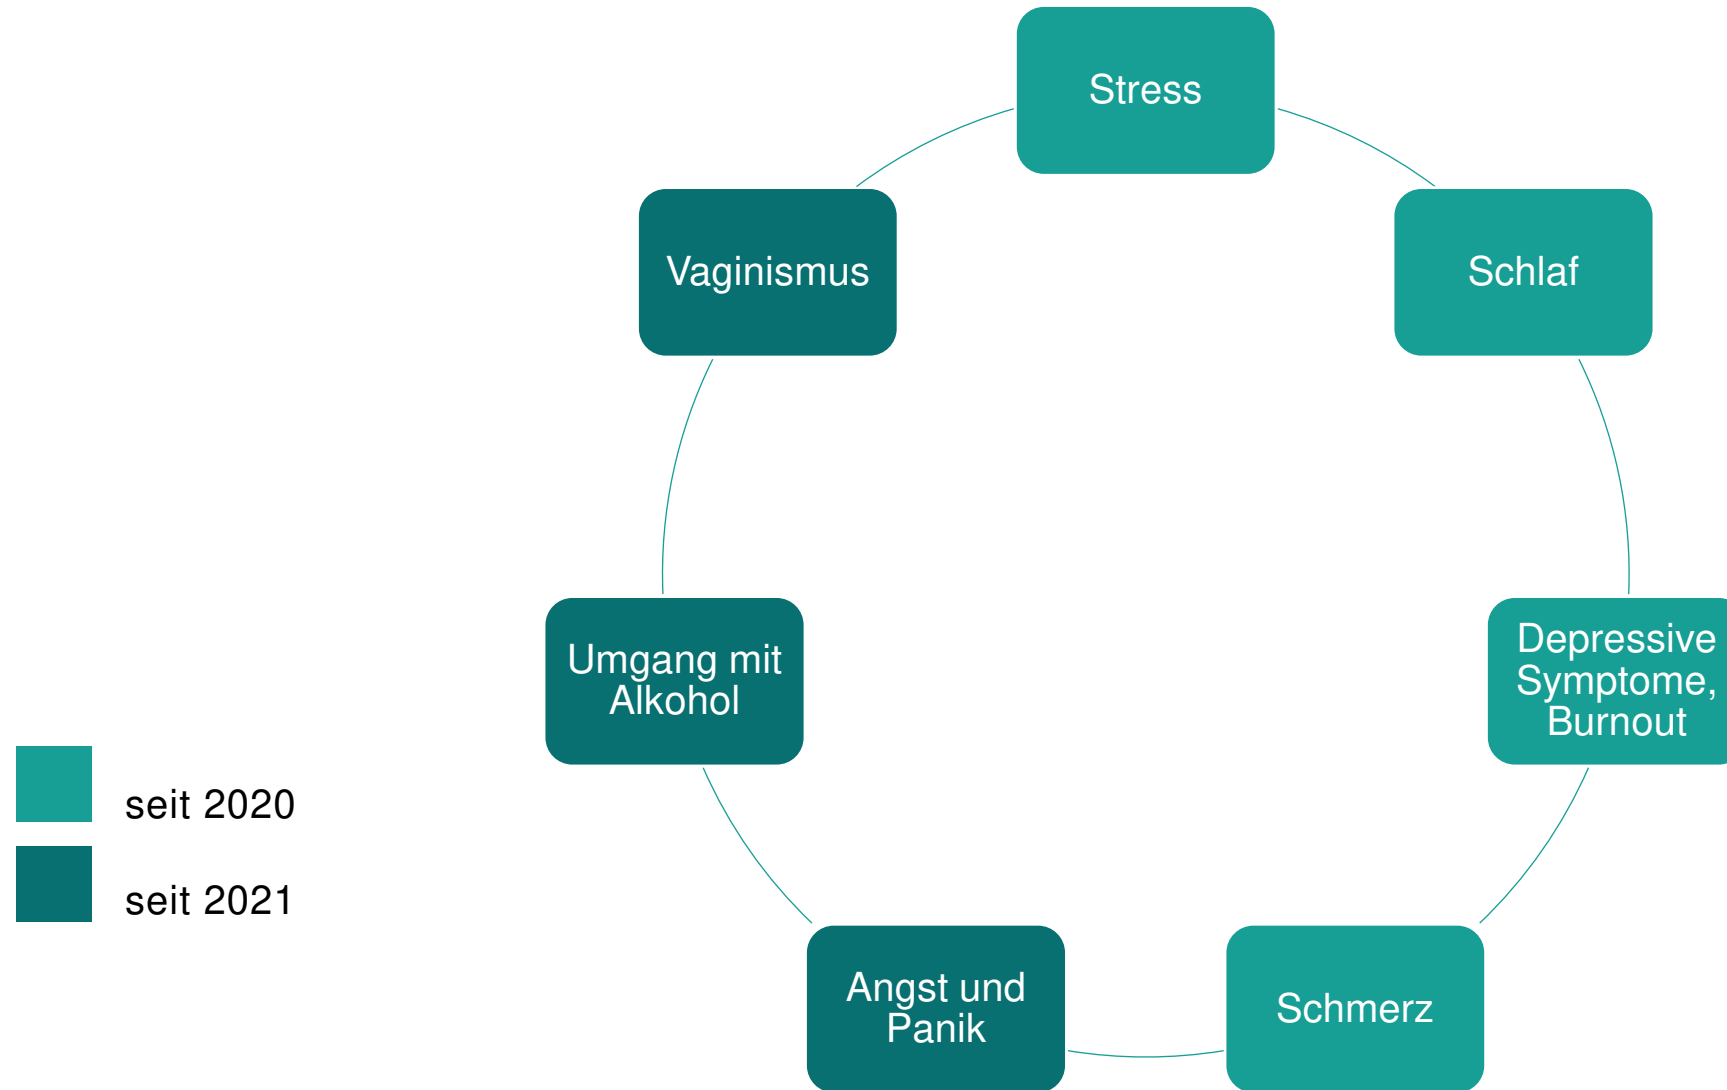 Stress
Schlaf
Depressive
Symptome,
Burnout
Schmerz
Angst und
Panik
Umgang mit
Alkohol
Vaginismus
seit 2020
seit 2021